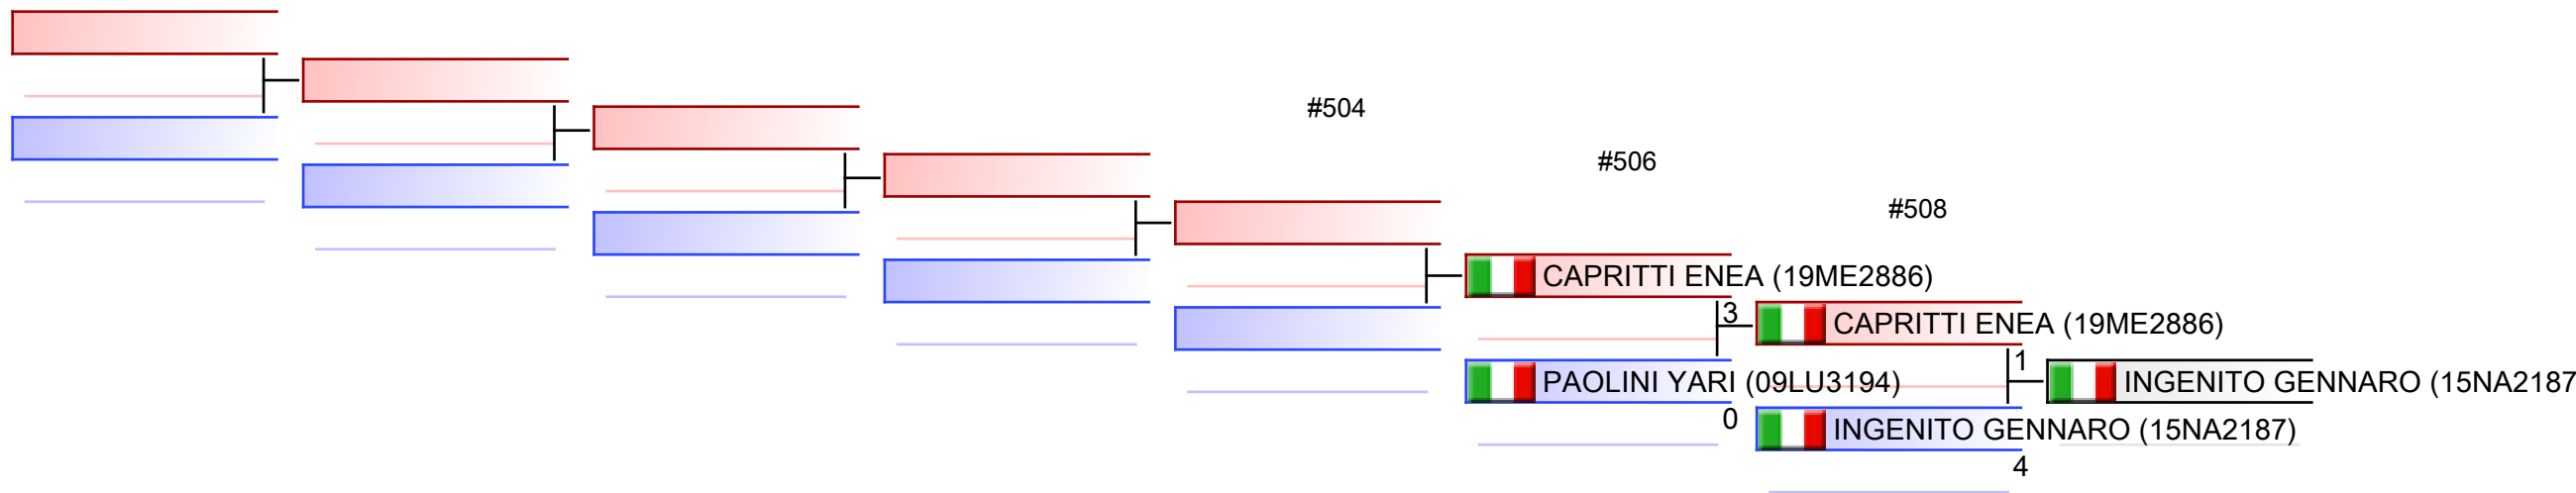 #504
#506
#508
CAPRITTI ENEA (19ME2886)
3
CAPRITTI ENEA (19ME2886)
1
PAOLINI YARI (09LU3194)
INGENITO GENNARO (15NA2187
0
INGENITO GENNARO (15NA2187)
4